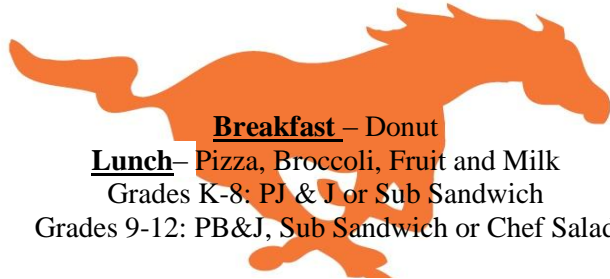 Breakfast – Donut
Lunch– Pizza, Broccoli, Fruit and Milk
Grades K-8: PJ & J or Sub Sandwich
Grades 9-12: PB&J, Sub Sandwich or Chef Salad